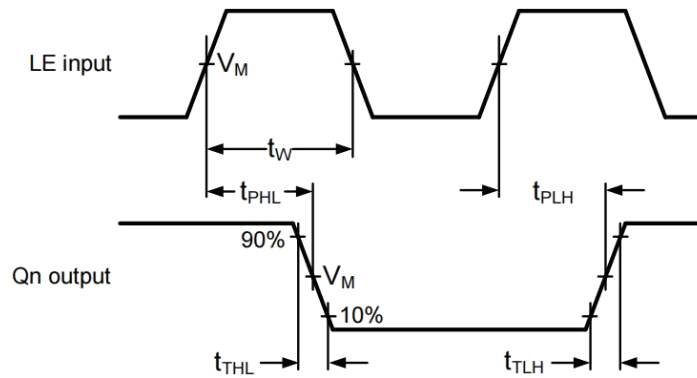 LE input
V_M
t_W
t_PHL
t_PLH
90%
Qn output
V_M
10%
t_THL
t_TLH